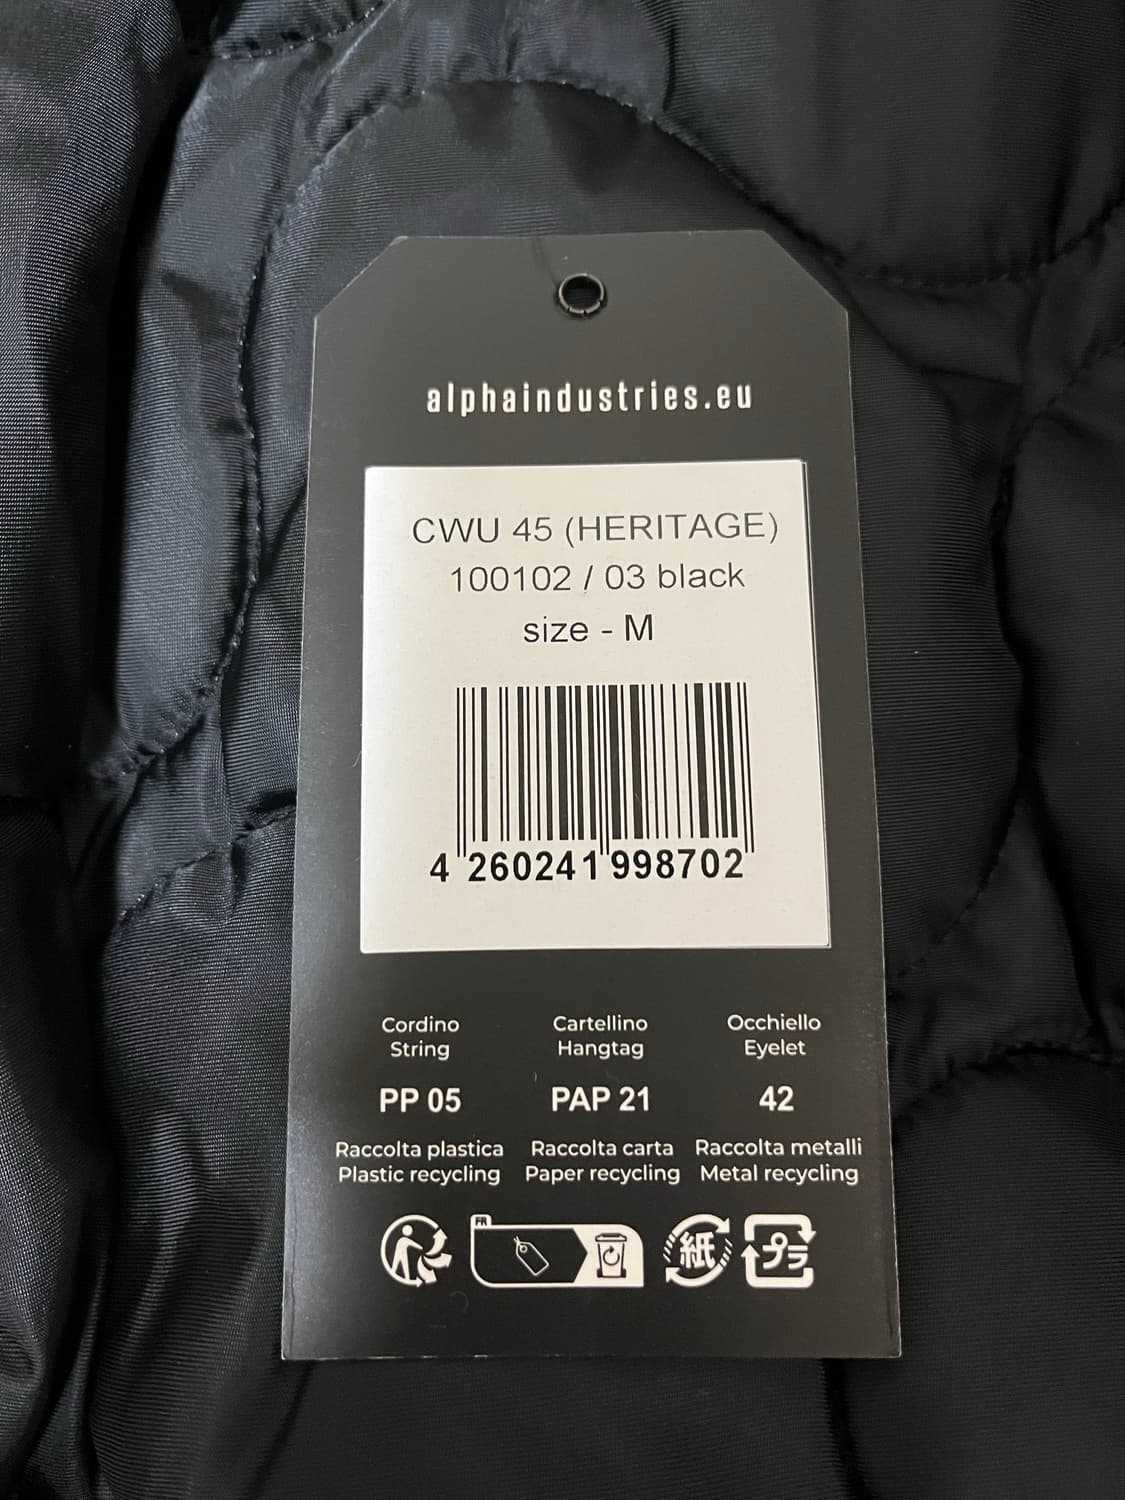 alphaindustries.eu
CWU 45 (HERITAGE)
100102 / 03 black
size - M
4 260241 998702
Cordino Cartellino Occhiello
String Hangtag Eyelet
PP 05 PAP 21 42
Raccolta plastica Raccolta carta Raccolta metalli
Plastic recycling Paper recycling Metal recycling
FR
紙 プラ